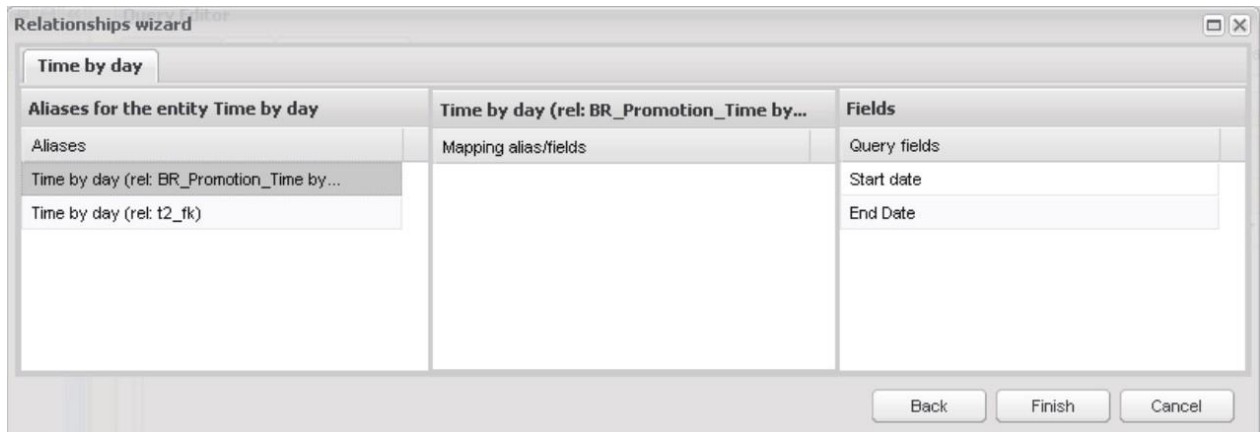 Query Editor
Relationships wizard
Time by day
Aliases for the entity Time by day
Time by day (rel: BR_Promotion_Time by...
Fields
Aliases
Mapping alias/fields
Query fields
Time by day (rel: BR_Promotion_Time by...
Start date
Time by day (rel: t2_fk)
End Date
Back
Finish
Cancel